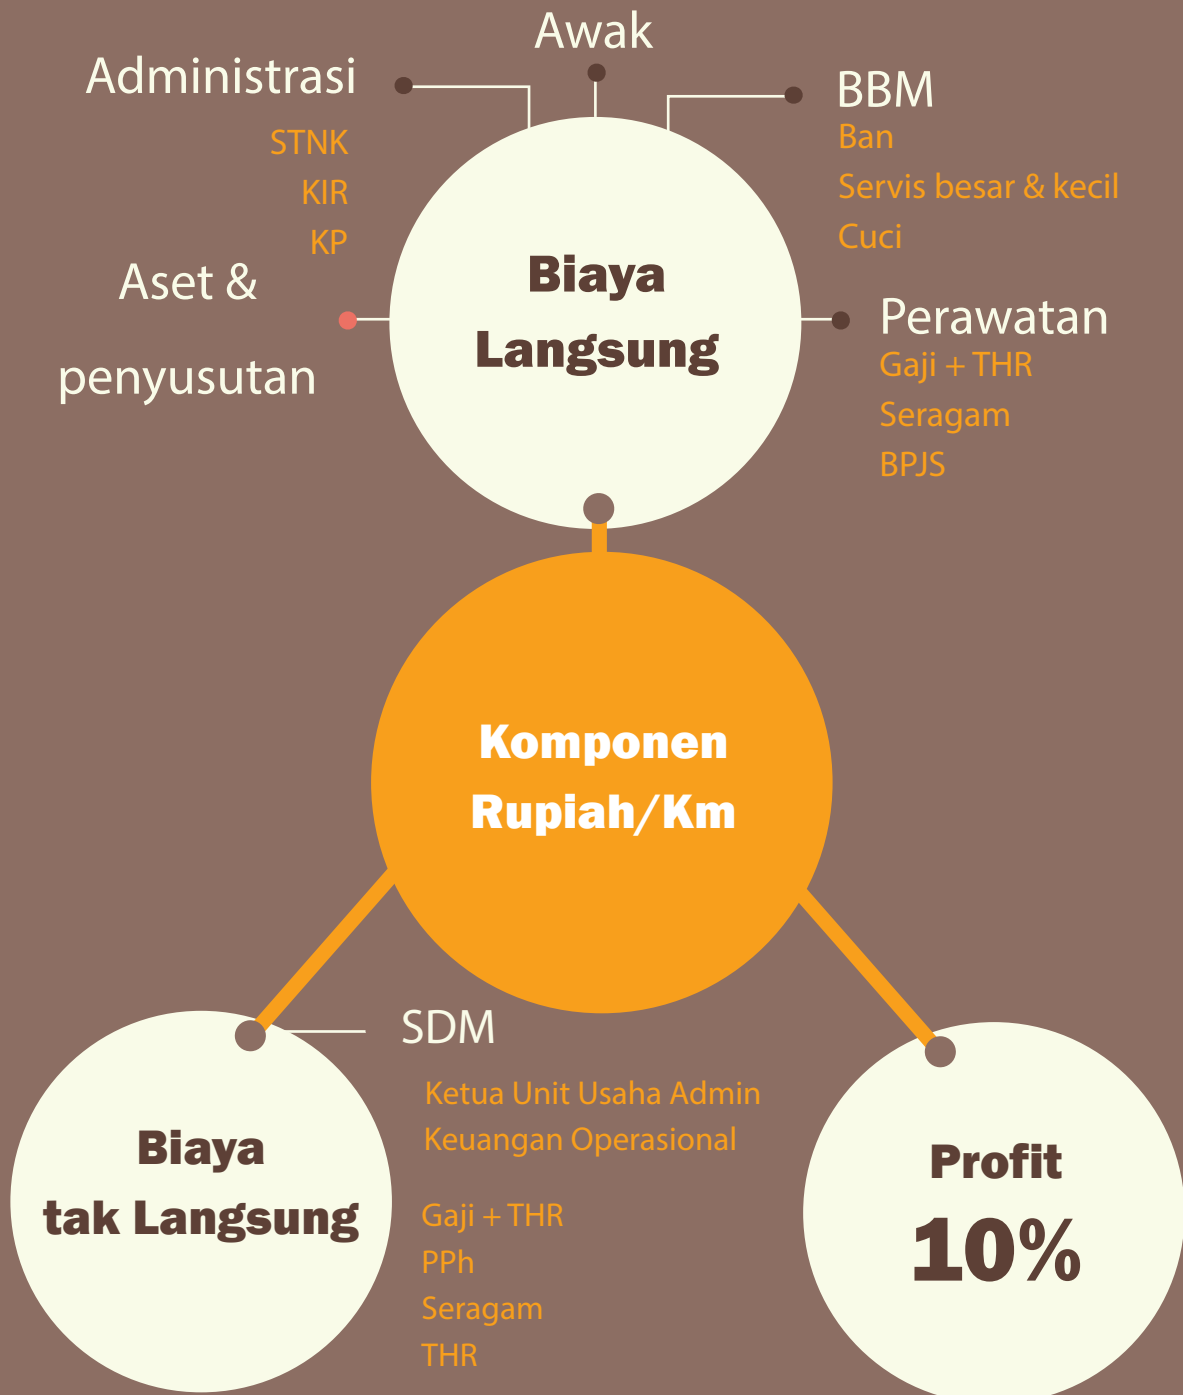 Awak
Administrasi
STNK
KIR
KP
BBM
Ban
Servis besar & kecil
Cuci
Aset &
penyusutan
Biaya
Langsung
Perawatan
Gaji + THR
Seragam
BPJS
Komponen
Rupiah/Km
Biaya
tak Langsung
SDM
Ketua Unit Usaha Admin
Keuangan Operasional
Gaji + THR
PPh
Seragam
THR
Profit
10%